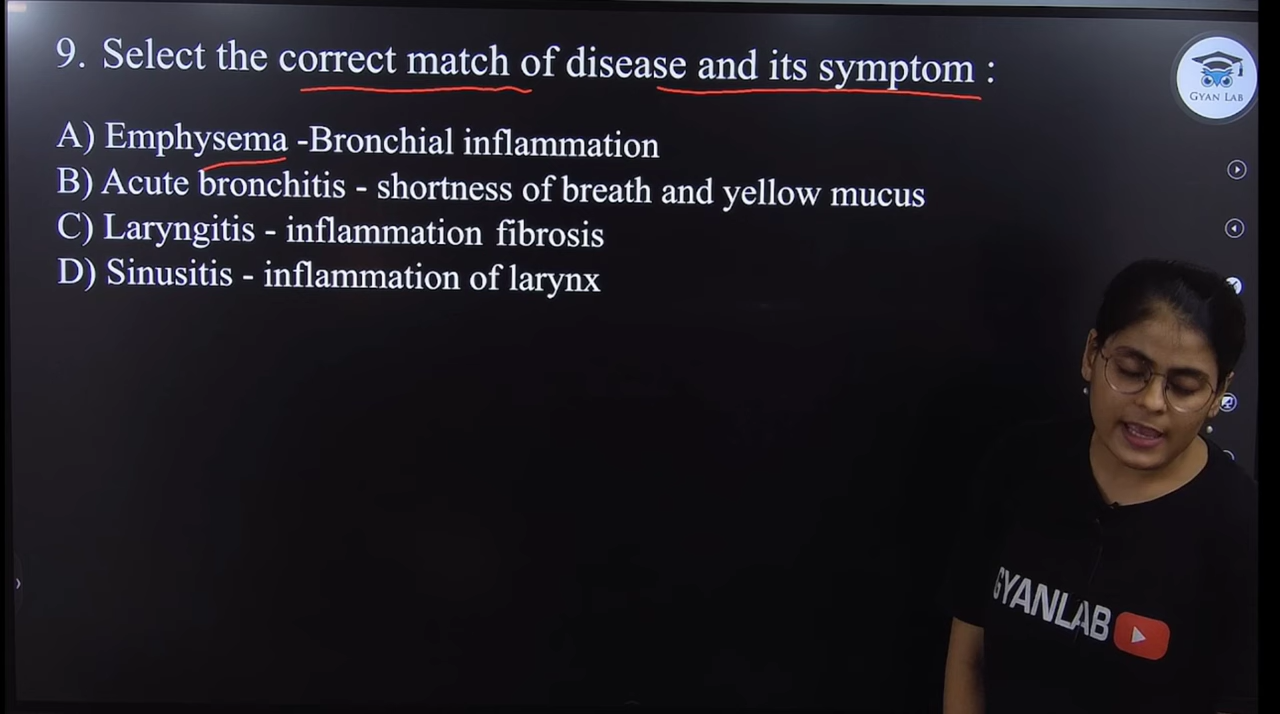 9. Select the correct match of disease and its symptom :
GYAN LAB
A) Emphysema -Bronchial inflammation
B) Acute bronchitis - shortness of breath and yellow mucus
C) Laryngitis - inflammation fibrosis
D) Sinusitis - inflammation of larynx
GYANLAB